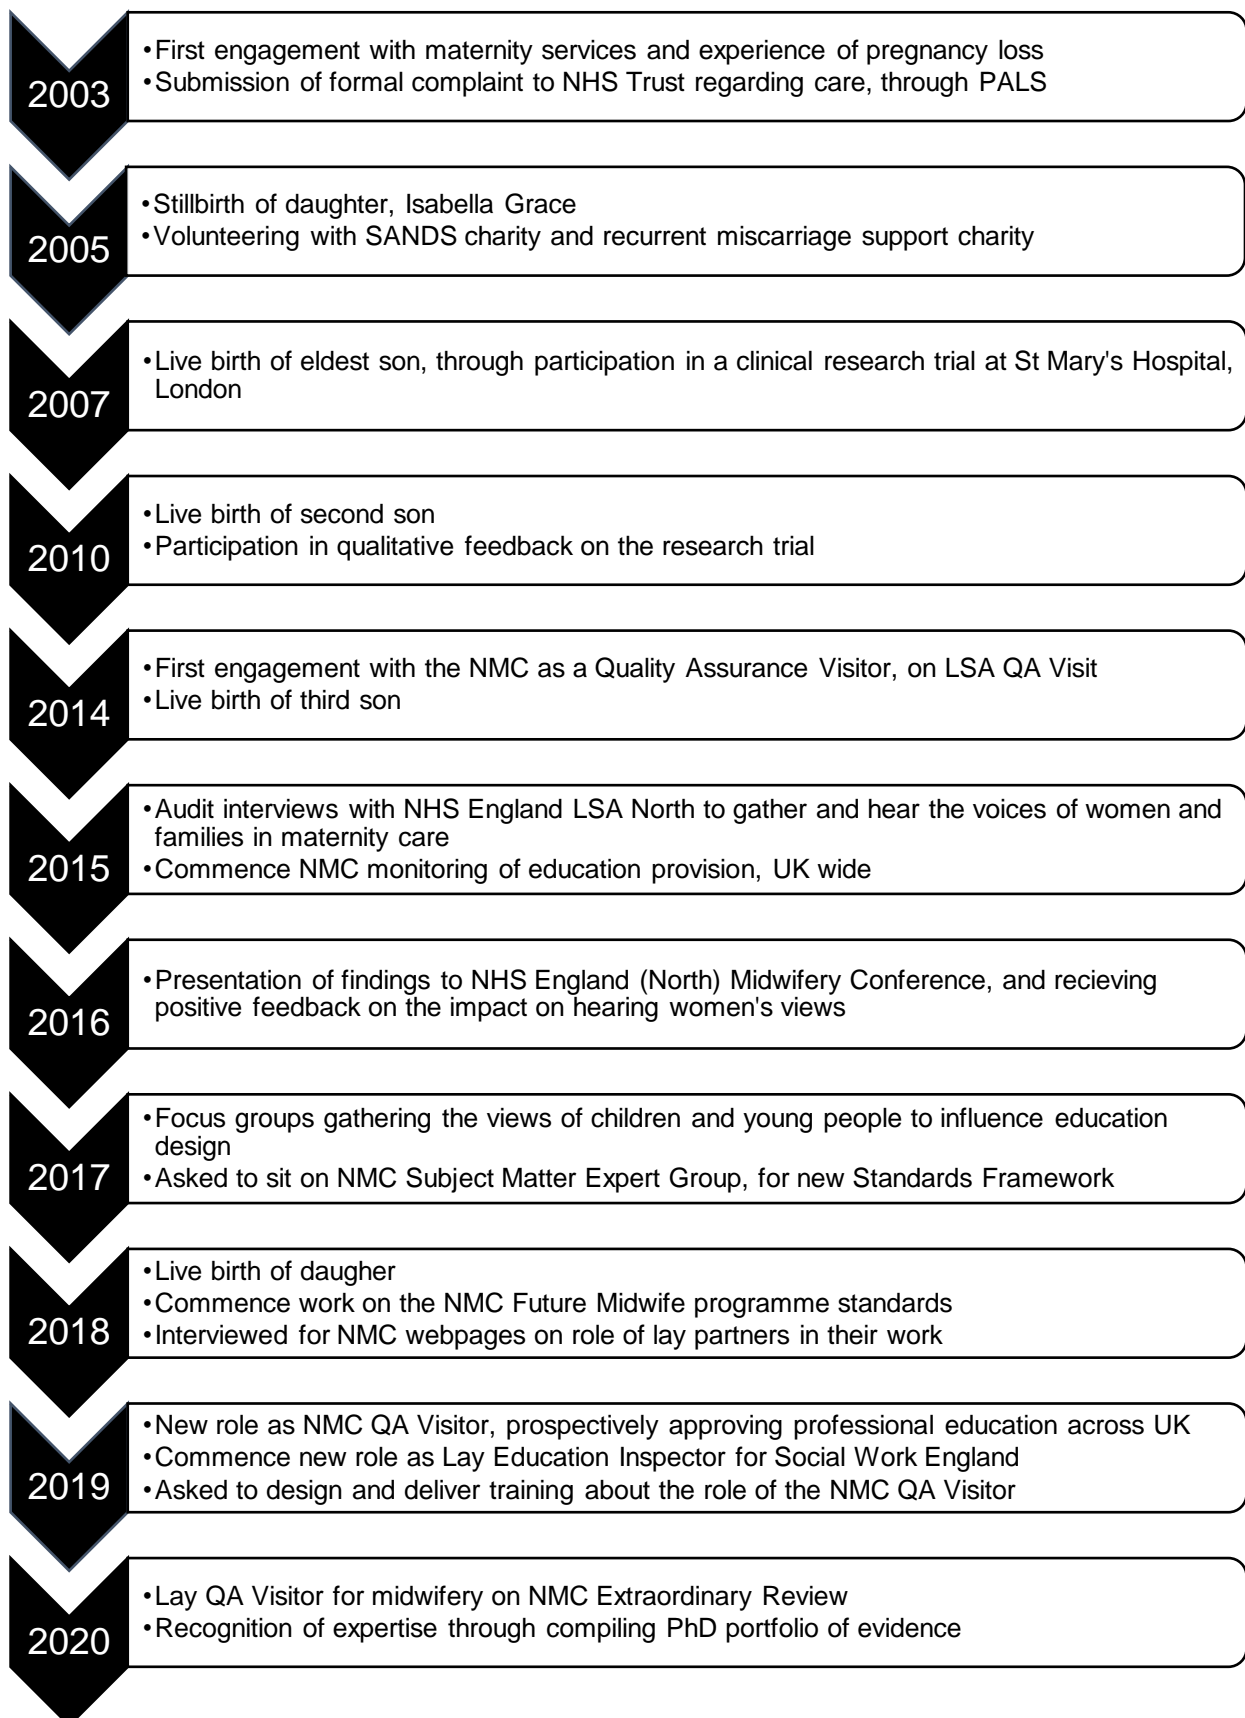 2003
•First engagement with maternity services and experience of pregnancy loss
•Submission of formal complaint to NHS Trust regarding care, through PALS
2005
•Stillbirth of daughter, Isabella Grace
•Volunteering with SANDS charity and recurrent miscarriage support charity
2007
•Live birth of eldest son, through participation in a clinical research trial at St Mary's Hospital,
London
2010
•Live birth of second son
•Participation in qualitative feedback on the research trial
2014
•First engagement with the NMC as a Quality Assurance Visitor, on LSA QA Visit
•Live birth of third son
2015
•Audit interviews with NHS England LSA North to gather and hear the voices of women and
families in maternity care
•Commence NMC monitoring of education provision, UK wide
2016
•Presentation of findings to NHS England (North) Midwifery Conference, and recieving
positive feedback on the impact on hearing women's views
2017
•Focus groups gathering the views of children and young people to influence education
design
•Asked to sit on NMC Subject Matter Expert Group, for new Standards Framework
2018
•Live birth of daugher
•Commence work on the NMC Future Midwife programme standards
•Interviewed for NMC webpages on role of lay partners in their work
2019
•New role as NMC QA Visitor, prospectively approving professional education across UK
•Commence new role as Lay Education Inspector for Social Work England
•Asked to design and deliver training about the role of the NMC QA Visitor
2020
•Lay QA Visitor for midwifery on NMC Extraordinary Review
•Recognition of expertise through compiling PhD portfolio of evidence